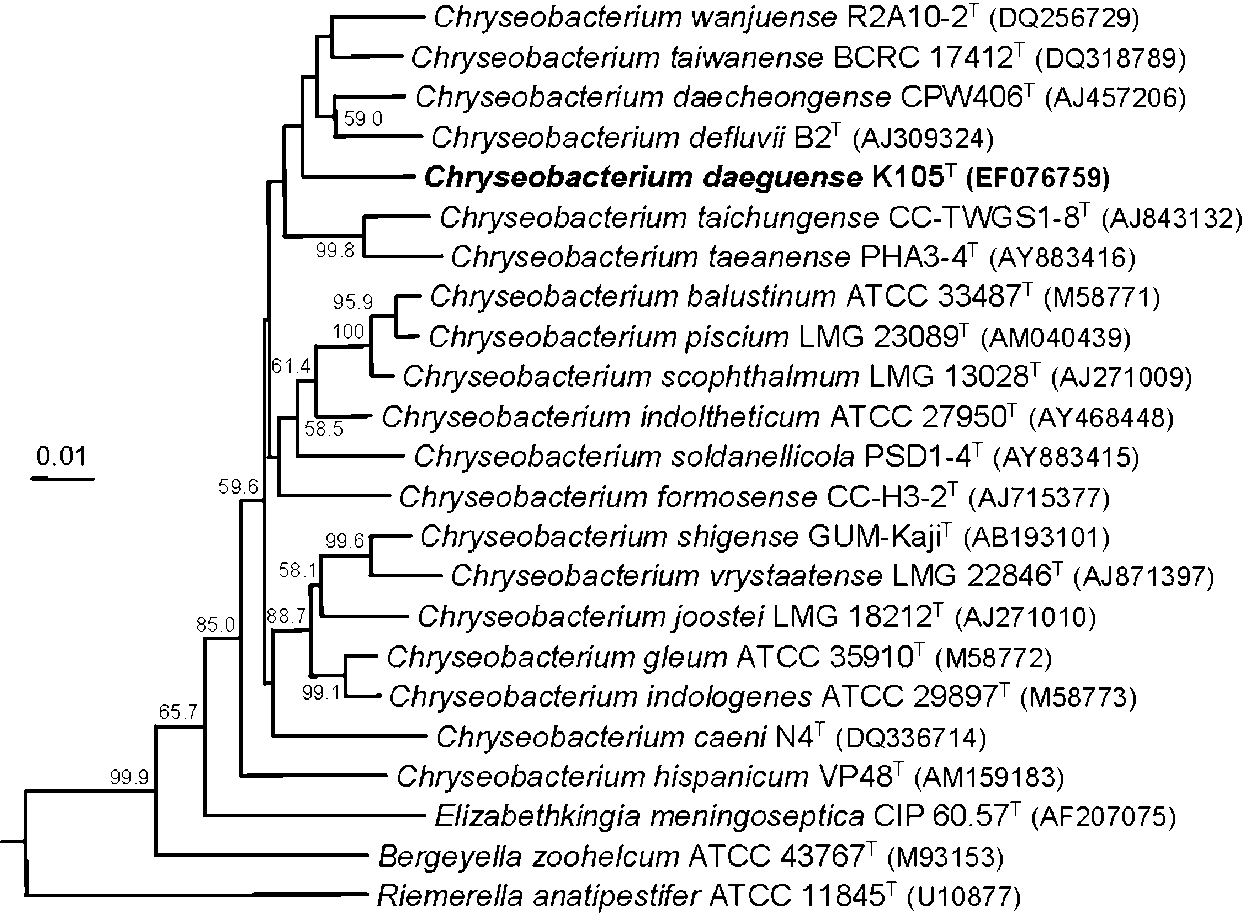 Chryseobacterium wanjuense R2A10-2T (DQ256729)
Chryseobacterium taiwanense BCRC 17412T (DQ318789)
Chryseobacterium daecheongense CPW406T (AJ457206)
59.0
Chryseobacterium defluvii B2T (AJ309324)
Chryseobacterium daeguense K105T (EF076759)
Chryseobacterium taichungense CC-TWGS1-8T (AJ843132)
99.8
Chryseobacterium taeanense PHA3-4T (AY883416)
95.9
Chryseobacterium balustinum ATCC 33487T (M58771)
100
Chryseobacterium piscium LMG 23089T (AM040439)
61.4
Chryseobacterium scophthalmum LMG 13028T (AJ271009)
Chryseobacterium indoltheticum ATCC 27950T (AY468448)
58.5
0.01
Chryseobacterium soldanellicola PSD1-4T (AY883415)
59.6
Chryseobacterium formosense CC-H3-2T (AJ715377)
99.6
Chryseobacterium shigense GUM-KajiT (AB193101)
58.1
Chryseobacterium vrystaatense LMG 22846T (AJ871397)
85.0
88.7
Chryseobacterium joostei LMG 18212T (AJ271010)
Chryseobacterium gleum ATCC 35910T (M58772)
99.1
Chryseobacterium indologenes ATCC 29897T (M58773)
65.7
Chryseobacterium caeni N4T (DQ336714)
99.9
Chryseobacterium hispanicum VP48T (AM159183)
Elizabethkingia meningoseptica CIP 60.57T (AF207075)
Bergeyella zoohelcum ATCC 43767T (M93153)
Riemerella anatipestifer ATCC 11845T (U10877)